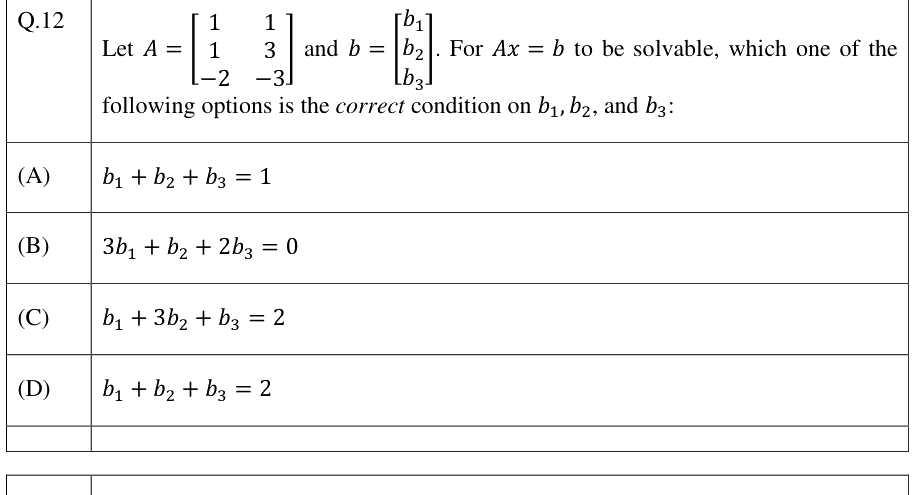 Q.12
Let A = [1 1; 1 3; −2 −3] and b = [b₁; b₂; b₃]. For Ax = b to be solvable, which one of the
following options is the correct condition on b₁, b₂, and b₃:
(A) b₁ + b₂ + b₃ = 1
(B) 3b₁ + b₂ + 2b₃ = 0
(C) b₁ + 3b₂ + b₃ = 2
(D) b₁ + b₂ + b₃ = 2